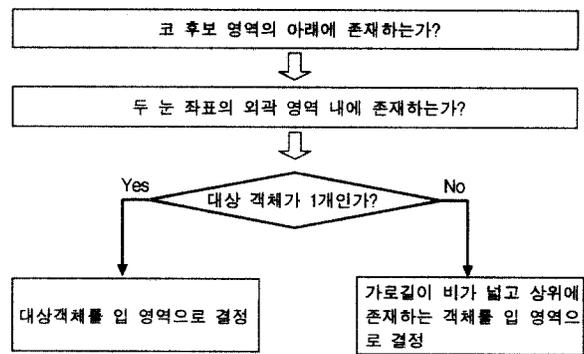 코 후보 영역의 아래에 존재하는가?
두 눈 좌표의 외곽 영역 내에 존재하는가?
Yes
대상 객체가 1개인가?
No
대상객체를 입 영역으로 결정
가로길이 비가 넓고 상위에
존재하는 객체를 입 영역으
로 결정